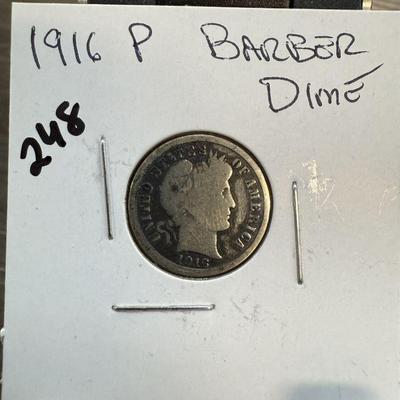 1916 P BARBER
DIME
248
UNITED STATES OF AMERICA
1916